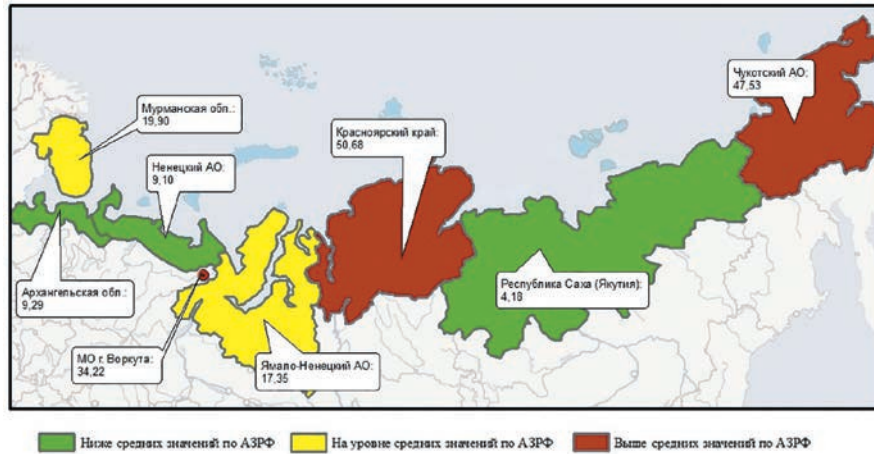 Чукотский АО:
47,53
Мурманская обл.:
19,90
Красноярский край:
50,68
Ненецкий АО:
9,10
Республика Саха (Якутия):
4,18
Архангельская обл.:
9,29
МО г. Воркута:
34,22
Ямало-Ненецкий АО:
17,35
Ниже средних значений по АЗРФ
На уровне средних значений по АЗРФ
Выше средних значений по АЗРФ